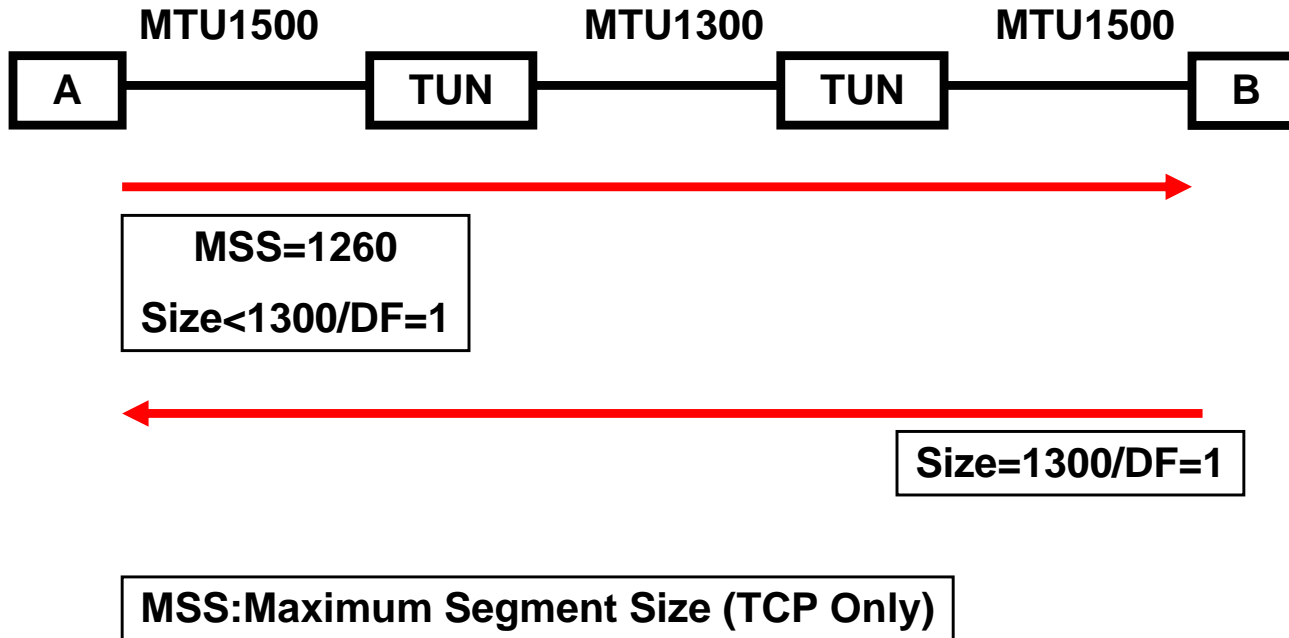 MTU1500 MTU1300 MTU1500
A TUN TUN B
MSS=1260
Size<1300/DF=1
Size=1300/DF=1
MSS:Maximum Segment Size (TCP Only)